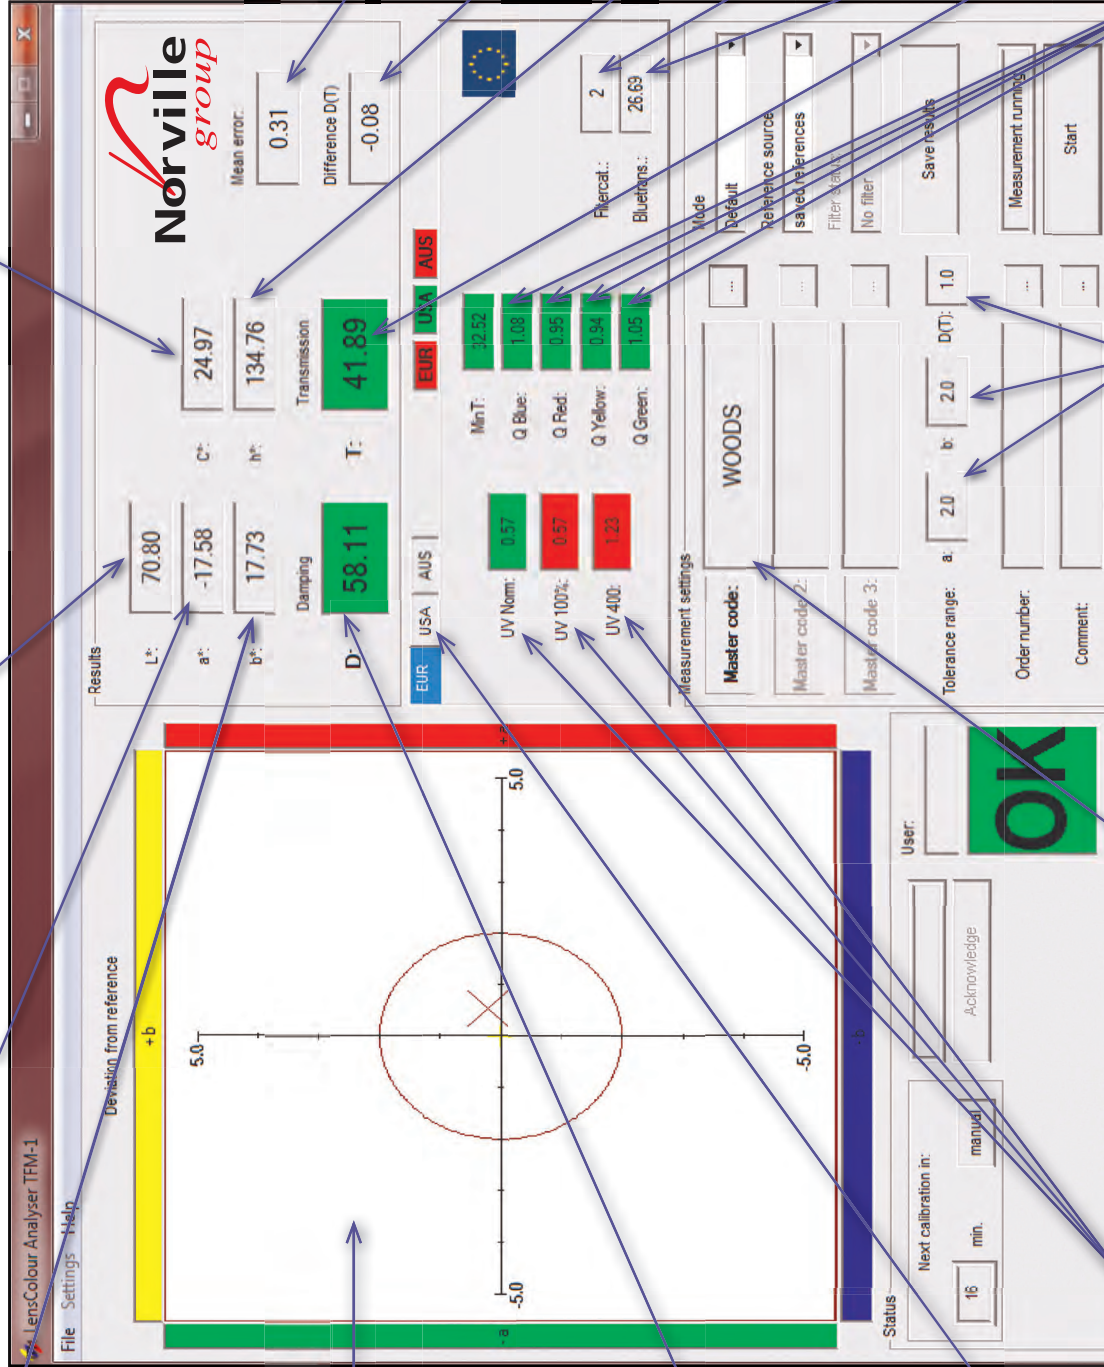 LensColour Analyser TFM-1
File Settings Help
Deviation from reference
+b
5.0
-a
-5.0
5.0
+a
-5.0
-b
Results
L*: 70.80
a*: -17.58 C*: 24.97
b*: 17.73 h*: 134.76
Damping Transmission
D: 58.11 T: 41.89
Norville
group
Mean error:
0.31
Difference D(T)
-0.08
EUR USA AUS
EUR USA AUS
UV Norm: 0.57
UV 100%: 0.57
UV 400: 1.23
Min T: 32.52
Q Blue: 1.08
Q Red: 0.95
Q Yellow: 0.94
Q Green: 1.05
Filtercat.: 2
Bluetrans.: 26.69
Measurement settings
Master code: WOODS ...
Master code 2: ...
Master code 3: ...
Tolerance range: a: 2.0 b: 2.0 D(T): 1.0
Order number: ...
Comment: ...
Mode
Default
Reference source
saved references
Filter status:
No filter
Save results
Measurement running
Start
Status
Next calibration in:
16 min. manual
Acknowledge
User:
OK